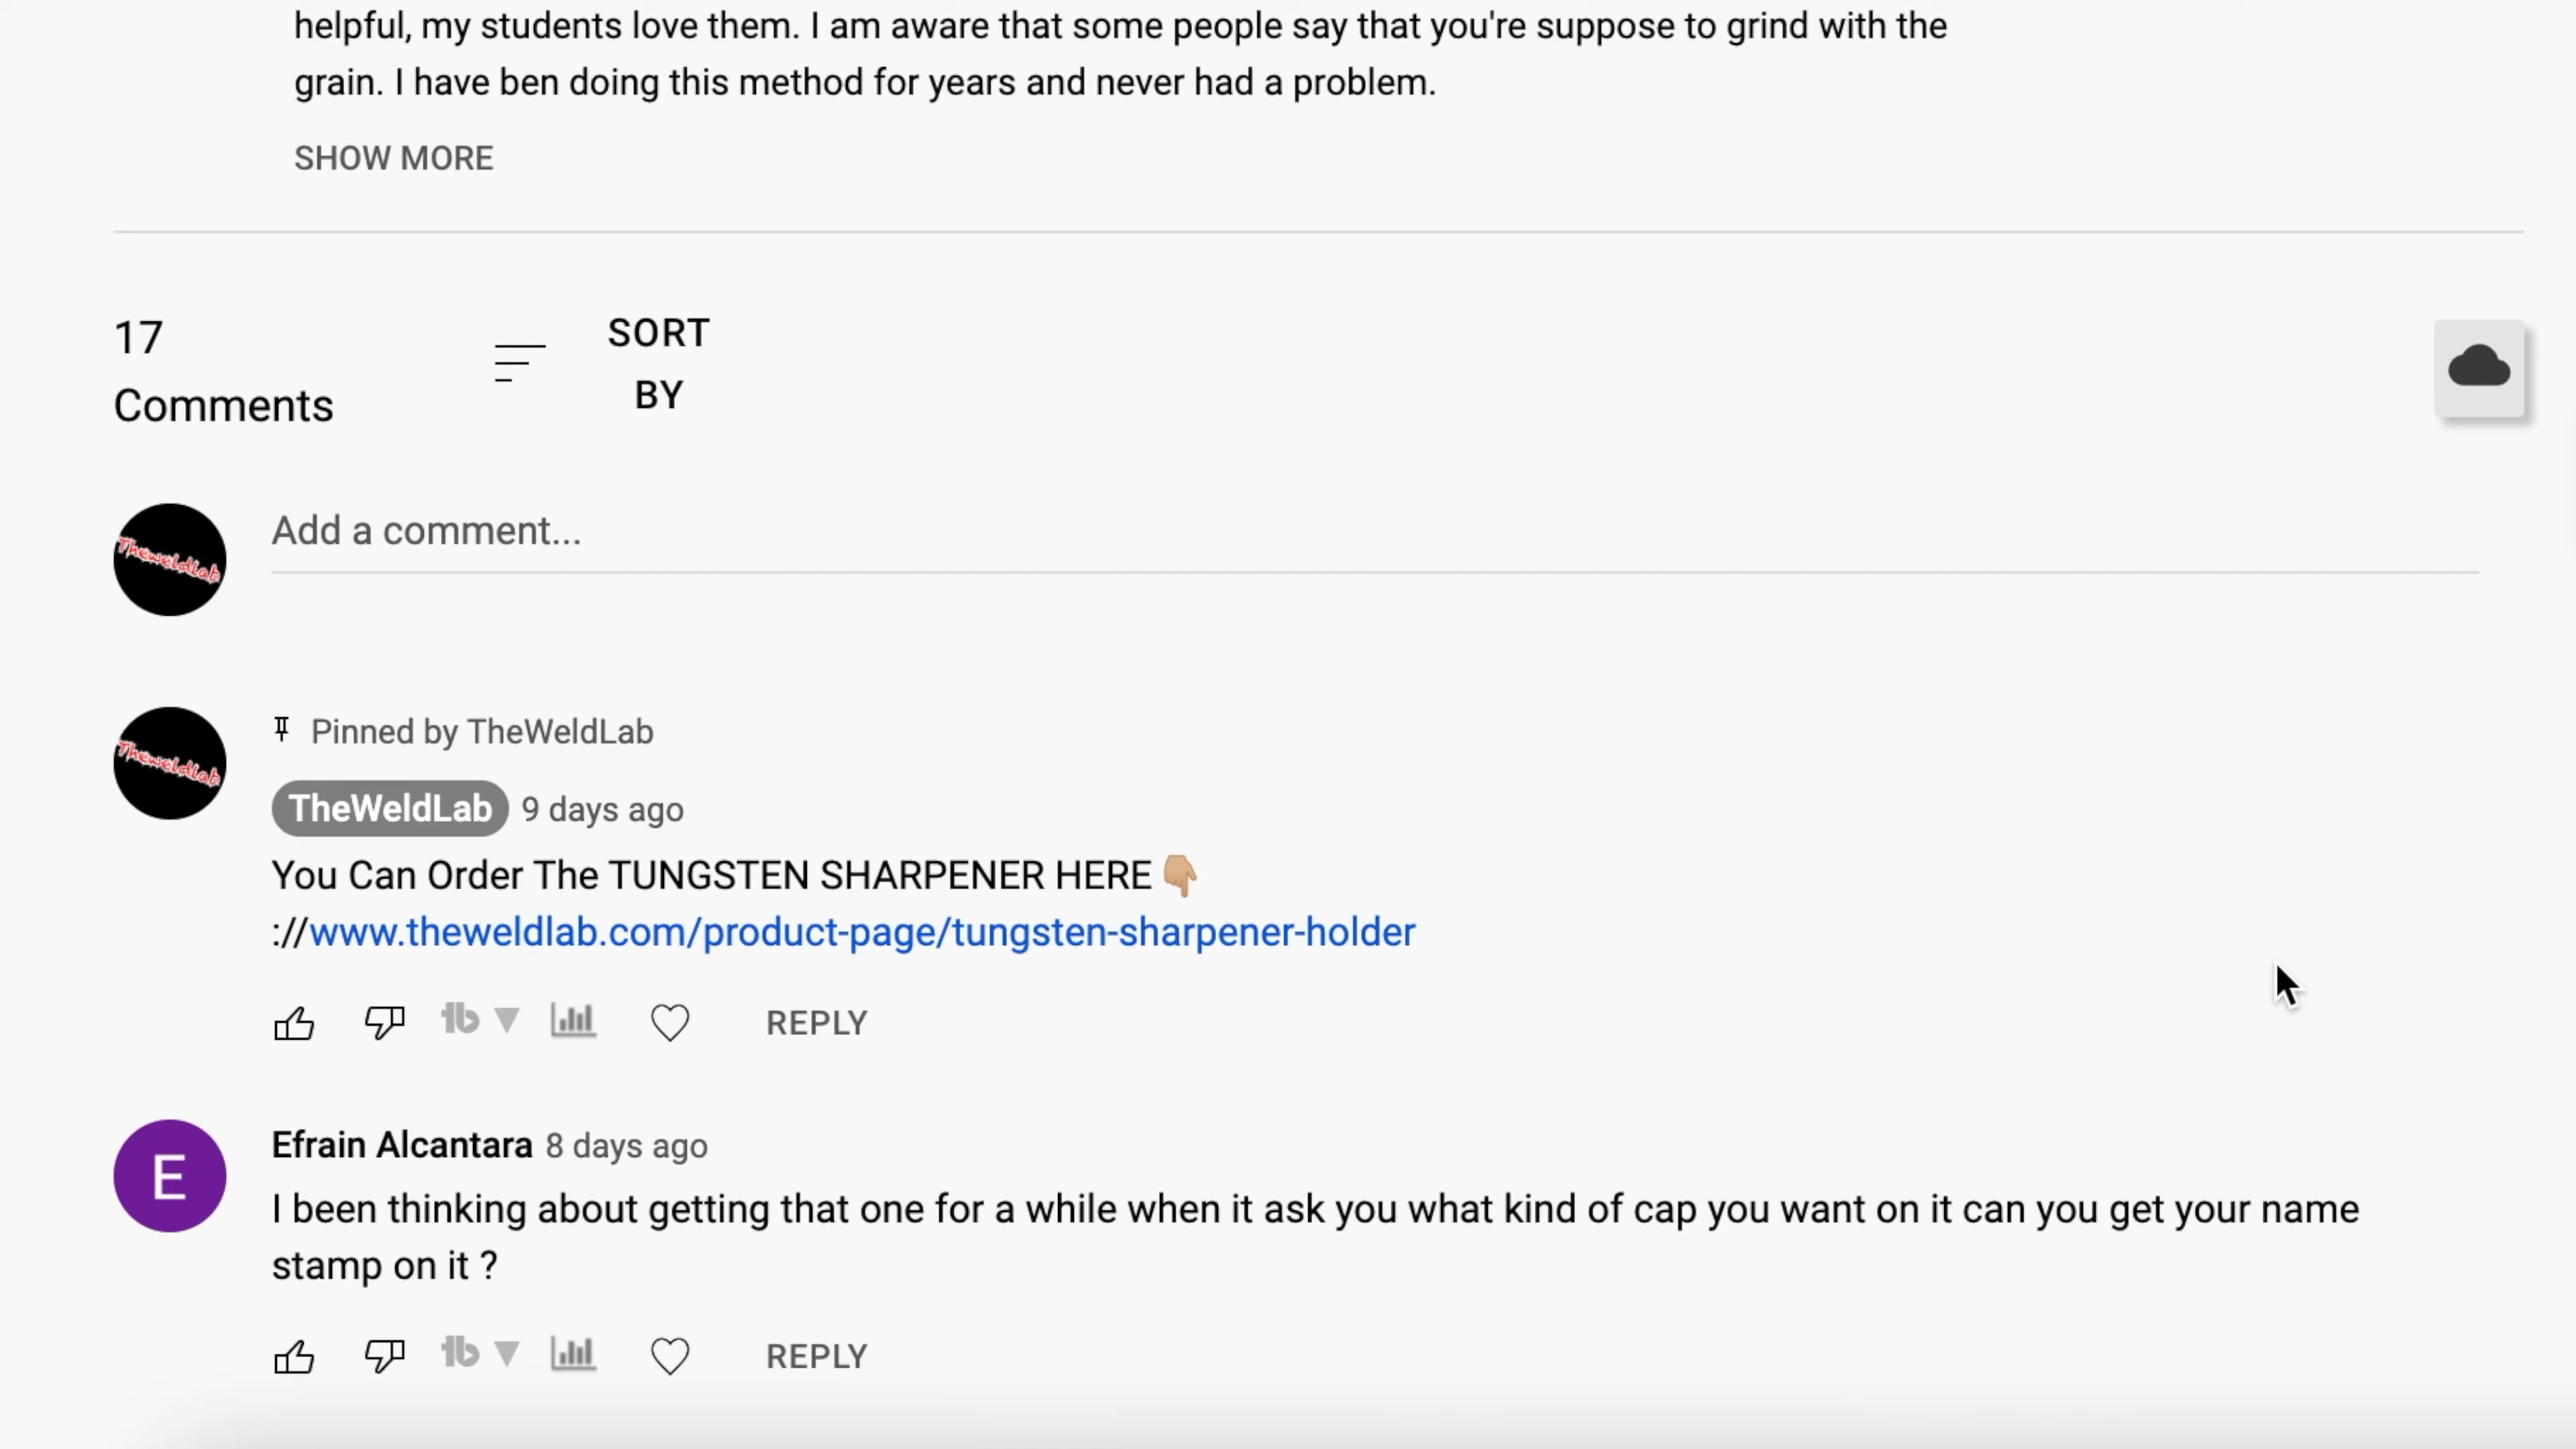 helpful, my students love them. I am aware that some people say that you're suppose to grind with the
grain. I have ben doing this method for years and never had a problem.
SHOW MORE
17
Comments
SORT
BY
TheweldLab
Add a comment...
TheweldLab
Pinned by TheWeldLab
TheWeldLab 9 days ago
You Can Order The TUNGSTEN SHARPENER HERE 👇🏽
://www.theweldlab.com/product-page/tungsten-sharpener-holder
tb ▼ REPLY
E
Efrain Alcantara 8 days ago
I been thinking about getting that one for a while when it ask you what kind of cap you want on it can you get your name
stamp on it ?
tb ▼ REPLY